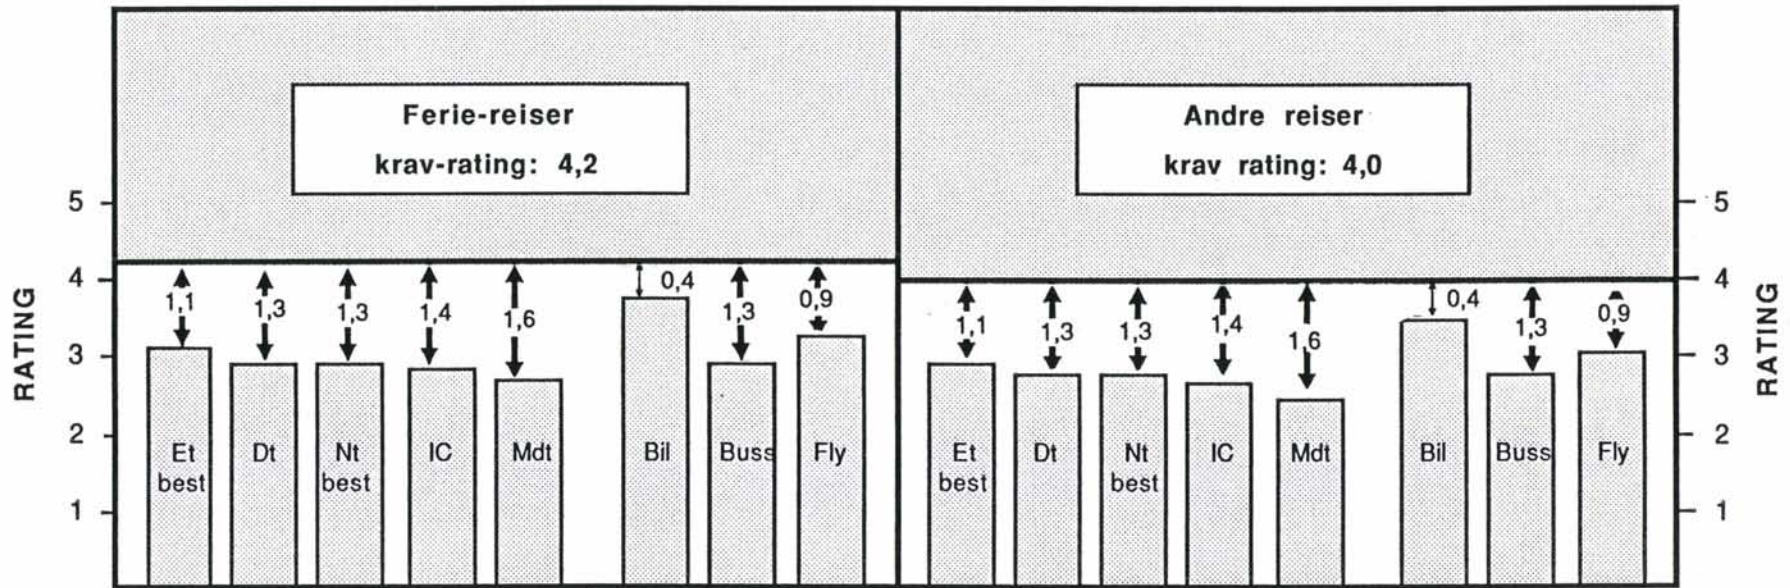 Ferie-reiser
krav-rating: 4,2
Andre reiser
krav rating: 4,0
RATING
5
4
3
2
1
1,1
1,3
1,3
1,4
1,6
0,4
1,3
0,9
Et
best
Dt
Nt
best
IC
Mdt
Bil
Buss
Fly
1,1
1,3
1,3
1,4
1,6
0,4
1,3
0,9
Et
best
Dt
Nt
best
IC
Mdt
Bil
Buss
Fly
5
4
3
2
1
RATING